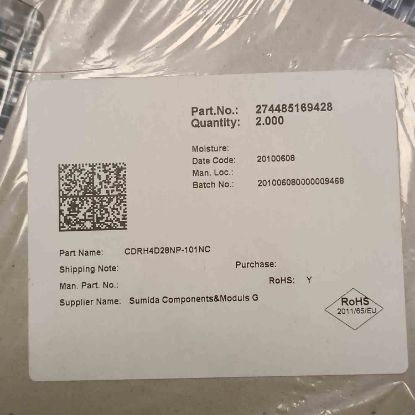 Part.No.: 274485169428
Quantity: 2.000
Moisture:
Date Code: 20100608
Man. Loc.:
Batch No.: 201006080000009468
Part Name: CDRH4D28NP-101NC
Shipping Note: Purchase:
Man. Part. No.: RoHS: Y
Supplier Name: Sumida Components&Moduls G
RoHS
2011/65/EU